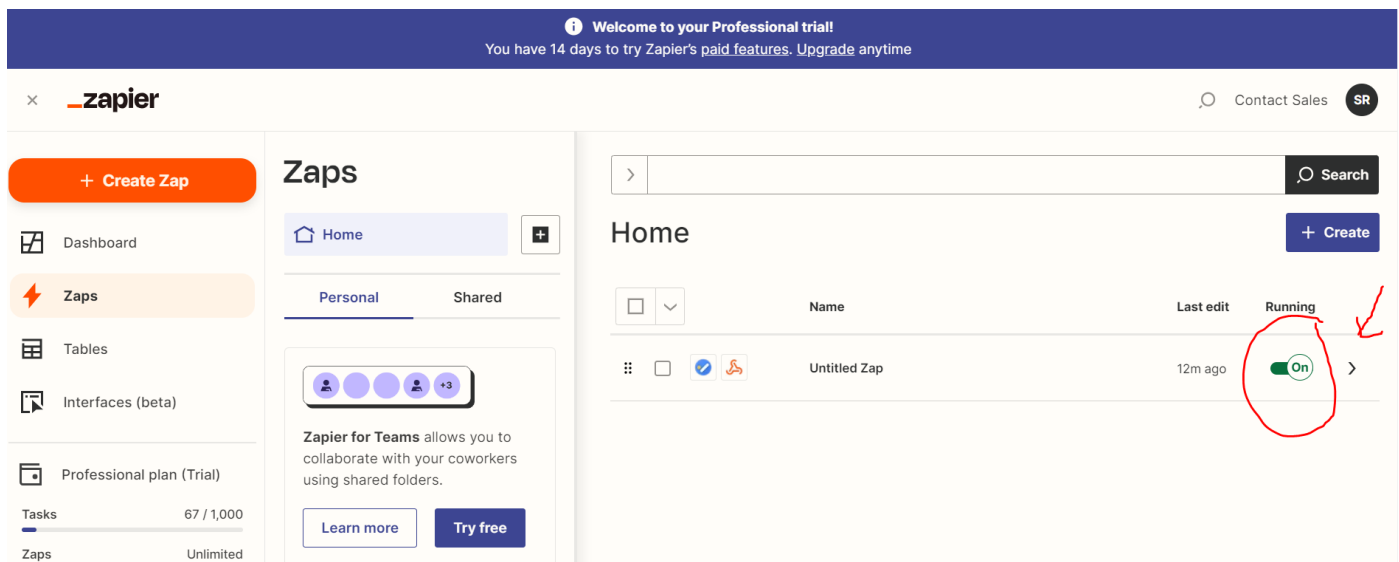 Welcome to your Professional trial!
You have 14 days to try Zapier's paid features. Upgrade anytime
_zapier
Contact Sales
SR
+ Create Zap
Dashboard
Zaps
Tables
Interfaces (beta)
Professional plan (Trial)
Tasks 67 / 1,000
Zaps Unlimited
Zaps
Home
Personal Shared
+3
Zapier for Teams allows you to
collaborate with your coworkers
using shared folders.
Learn more Try free
Search
Home
+ Create
Name Last edit Running
Untitled Zap 12m ago On